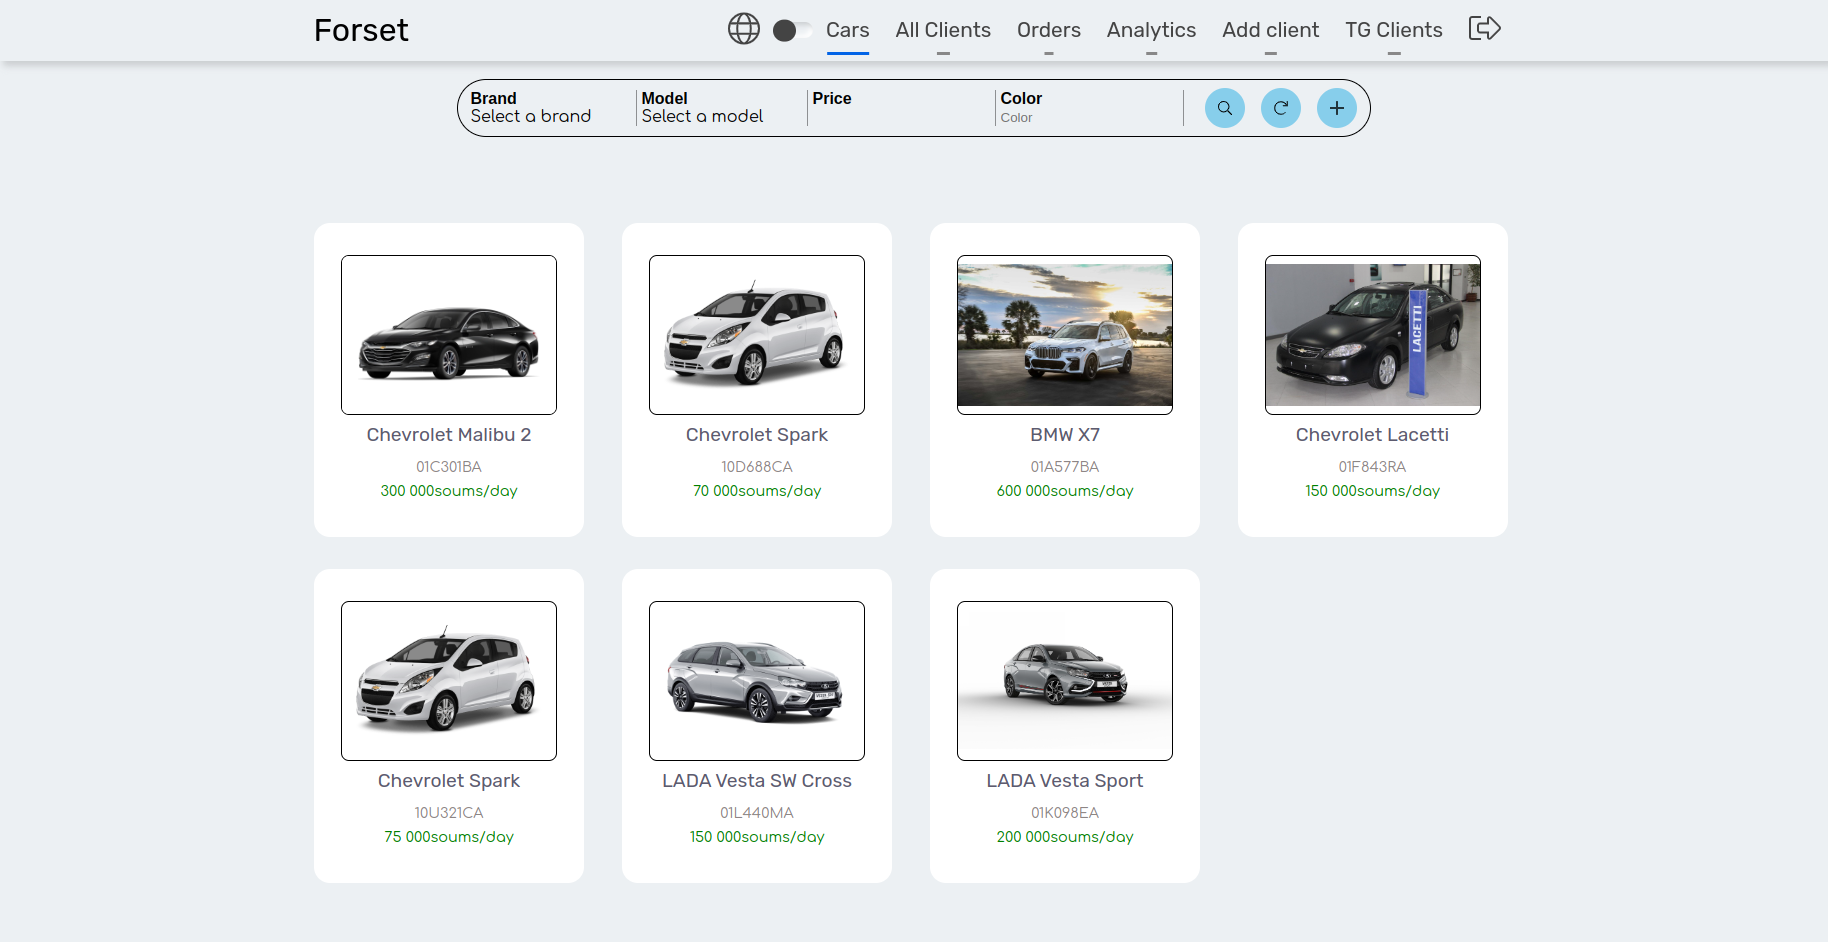 Forset
Cars
All Clients
Orders
Analytics
Add client
TG Clients
Brand
Select a brand
Model
Select a model
Price
Color
Color
LACETTI
Chevrolet Malibu 2
01C301BA
300 000soums/day
Chevrolet Spark
10D688CA
70 000soums/day
BMW X7
01A577BA
600 000soums/day
Chevrolet Lacetti
01F843RA
150 000soums/day
Chevrolet Spark
10U321CA
75 000soums/day
LADA Vesta SW Cross
01L440MA
150 000soums/day
LADA Vesta Sport
01K098EA
200 000soums/day